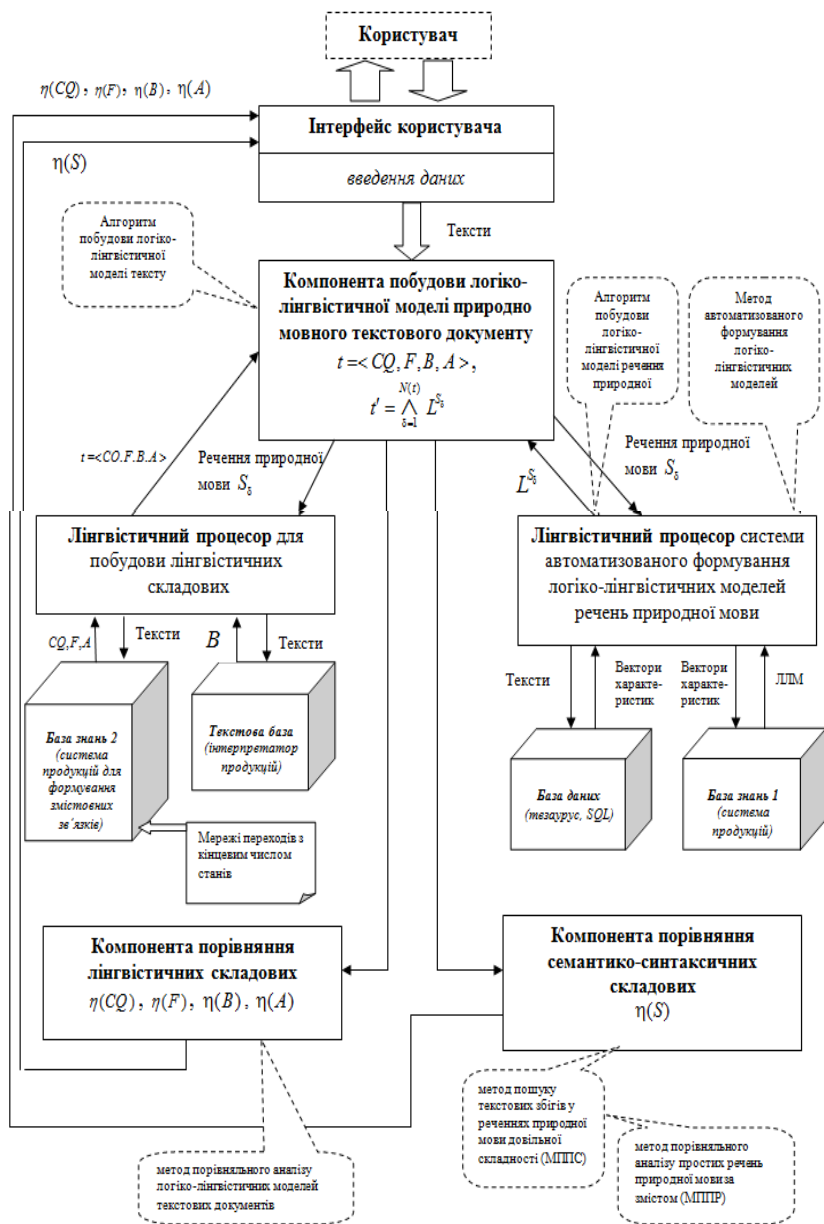 Користувач
η(CQ), η(F), η(B), η(A)
Інтерфейс користувача
η(S)
введення даних
Тексти
Алгоритм
побудови логіко-
лінгвістичної
моделі тексту
Компонента побудови логіко-
лінгвістичної моделі природно
мовного текстового документу
t=<CQ, F, B, A>,
t' = ∧_{δ=1}^{N(t)} L^{S_δ}
Алгоритм
побудови
логіко-
лінгвістичної
моделі речення
природної
Метод
автоматизованого
формування
логіко-
лінгвістичних
моделей
t=<CO.F.B.A>
Речення природної
мови S_δ
L^{S_δ}
Речення природної
мови S_δ
Лінгвістичний процесор для
побудови лінгвістичних
складових
Лінгвістичний процесор системи
автоматизованого формування
логіко-лінгвістичних моделей
речень природної мови
CQ,F,A
Тексти
B
Тексти
Тексти
Вектори
характе-
ристик
Вектори
характе-
ристик
ЛЛМ
База знань 2
(система
продукцій для
формування
змістовних
зв'язків)
Текстова база
(інтерпретатор
продукцій)
База даних
(тезаурус, SQL)
База знань 1
(система
продукцій)
Мережі переходів з
кінцевим числом
станів
Компонента порівняння
лінгвістичних складових
η(CQ), η(F), η(B), η(A)
Компонента порівняння
семантико-синтаксичних
складових
η(S)
метод пошуку
текстових збігів у
реченнях природної
мови довільної
складності (МППС)
метод порівняльного
аналізу простих речень
природної мови за
змістом (МППР)
метод порівняльного аналізу
логіко-лінгвістичних моделей
текстових документів